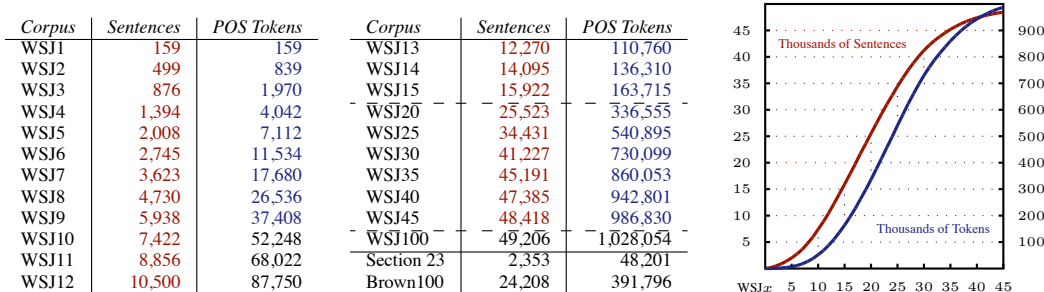 Corpus Sentences POS Tokens
WSJ1 159 159
WSJ2 499 839
WSJ3 876 1,970
WSJ4 1,394 4,042
WSJ5 2,008 7,112
WSJ6 2,745 11,534
WSJ7 3,623 17,680
WSJ8 4,730 26,536
WSJ9 5,938 37,408
WSJ10 7,422 52,248
WSJ11 8,856 68,022
WSJ12 10,500 87,750
Corpus Sentences POS Tokens
WSJ13 12,270 110,760
WSJ14 14,095 136,310
WSJ15 15,922 163,715
WSJ20 25,523 336,555
WSJ25 34,431 540,895
WSJ30 41,227 730,099
WSJ35 45,191 860,053
WSJ40 47,385 942,801
WSJ45 48,418 986,830
WSJ100 49,206 1,028,054
Section 23 2,353 48,201
Brown100 24,208 391,796
45 900
Thousands of Sentences
40 800
35 700
30 600
25 500
20 400
15 300
10 200
Thousands of Tokens
5 100
WSJx 5 10 15 20 25 30 35 40 45